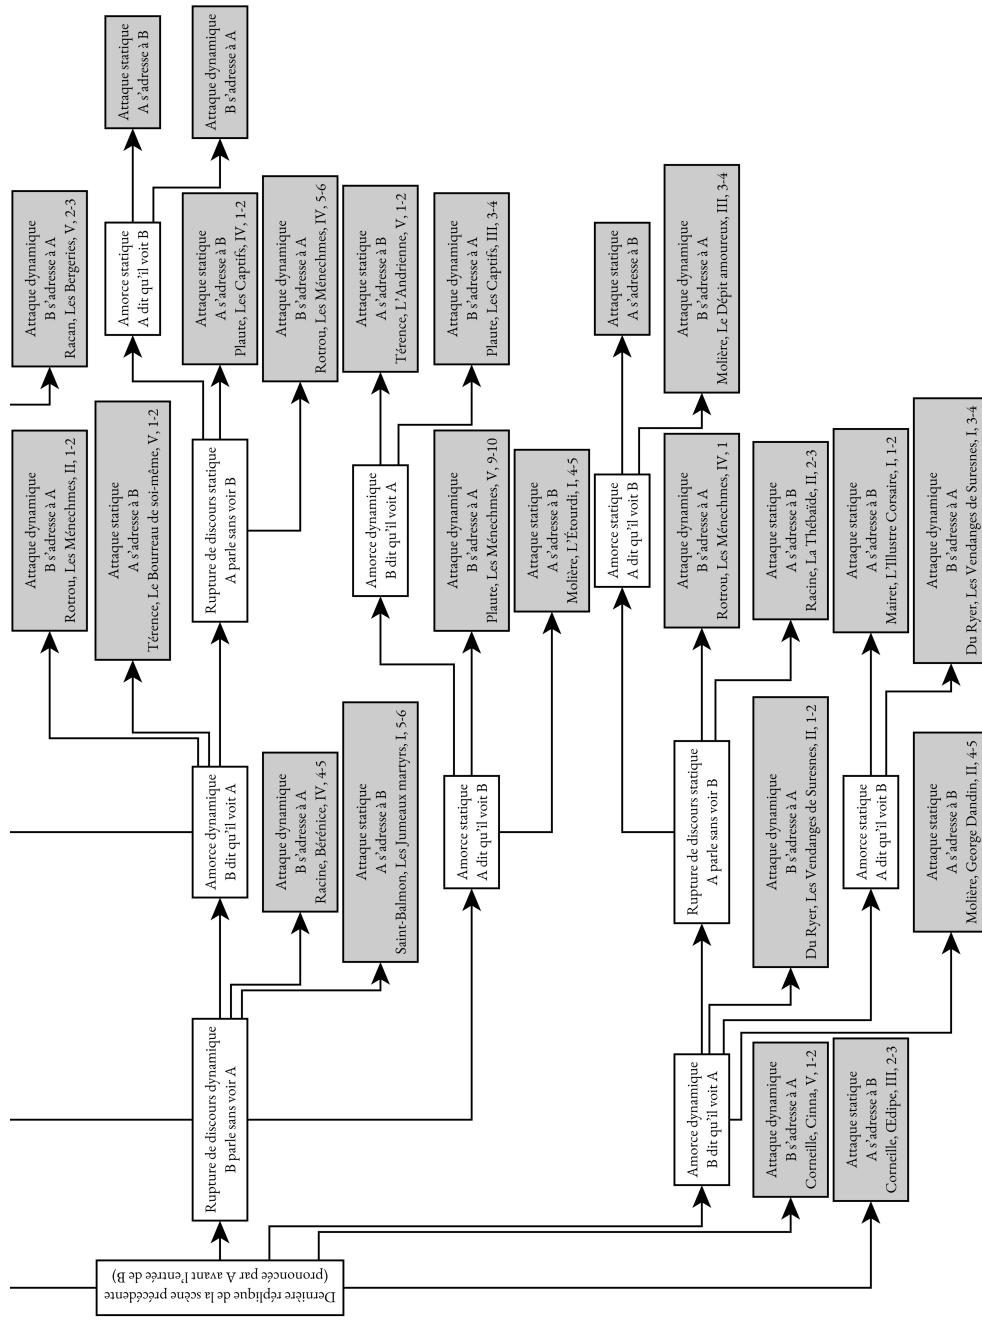 Dernière réplique de la scène précédente
(prononcée par A avant l'entrée de B)
Rupture de discours dynamique
B parle sans voir A
Amorce dynamique
B dit qu'il voit A
Attaque dynamique
B s'adresse à A
Rotrou, Les Ménechmes, II, 1-2
Attaque statique
A s'adresse à B
Térence, Le Bourreau de soi-même, V, 1-2
Rupture de discours statique
A parle sans voir B
Attaque dynamique
B s'adresse à A
Racan, Les Bergeries, V, 2-3
Amorce statique
A dit qu'il voit B
Attaque statique
A s'adresse à B
Attaque dynamique
B s'adresse à A
Attaque statique
A s'adresse à B
Plaute, Les Captifs, IV, 1-2
Attaque dynamique
B s'adresse à A
Rotrou, Les Ménechmes, IV, 5-6
Attaque dynamique
B s'adresse à A
Racine, Bérénice, IV, 4-5
Attaque statique
A s'adresse à B
Saint-Balmon, Les Jumeaux martyrs, I, 5-6
Amorce statique
A dit qu'il voit B
Amorce dynamique
B dit qu'il voit A
Attaque statique
A s'adresse à B
Térence, L'Andrienne, V, 1-2
Attaque dynamique
B s'adresse à A
Plaute, Les Captifs, III, 3-4
Attaque dynamique
B s'adresse à A
Plaute, Les Ménechmes, V, 9-10
Attaque statique
A s'adresse à B
Molière, L'Étourdi, I, 4-5
Amorce dynamique
B dit qu'il voit A
Rupture de discours statique
A parle sans voir B
Amorce statique
A dit qu'il voit B
Attaque statique
A s'adresse à B
Attaque dynamique
B s'adresse à A
Molière, Le Dépit amoureux, III, 3-4
Attaque dynamique
B s'adresse à A
Rotrou, Les Ménechmes, IV, 1
Attaque statique
A s'adresse à B
Racine, La Thébaïde, II, 2-3
Attaque dynamique
B s'adresse à A
Du Ryer, Les Vendanges de Suresnes, II, 1-2
Amorce statique
A dit qu'il voit B
Attaque statique
A s'adresse à B
Mairet, L'Illustre Corsaire, I, 1-2
Attaque dynamique
B s'adresse à A
Du Ryer, Les Vendanges de Suresnes, I, 3-4
Attaque statique
A s'adresse à B
Molière, George Dandin, II, 4-5
Attaque dynamique
B s'adresse à A
Corneille, Cinna, V, 1-2
Attaque statique
A s'adresse à B
Corneille, Œdipe, III, 2-3